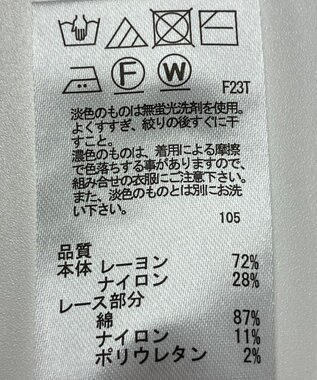 F W
F23T
淡色のものは無蛍光洗剤を使用。
よくすすぎ、絞りの後すぐに干
すこと。
濃色のものは、着用による摩擦
で色落ちする事がありますので、
組み合せの衣服にご注意下さい。
また、淡色のものとは別にお洗
い下さい。
105
品質
本体 レーヨン 72%
ナイロン 28%
レース部分
綿 87%
ナイロン 11%
ポリウレタン 2%